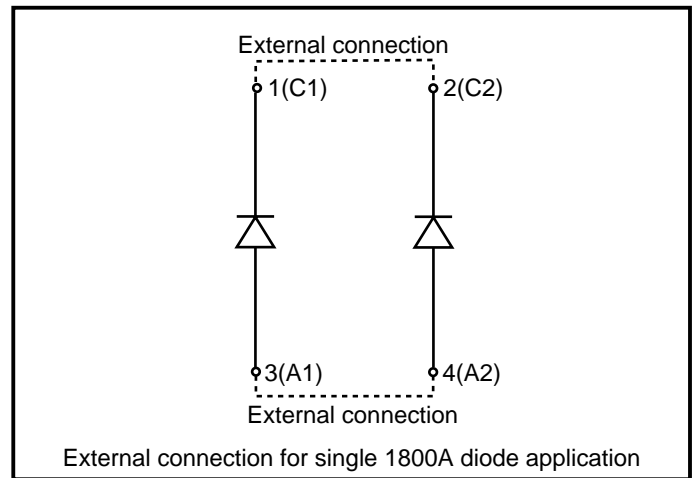 External connection
1(C1)
2(C2)
3(A1)
4(A2)
External connection
External connection for single 1800A diode application